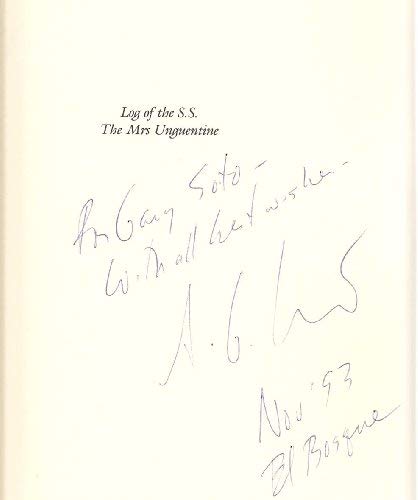 Log of the S.S.
The Mrs Unguentine
For Gary Soto –
With all best wishes –
Nov '93
El Bosque